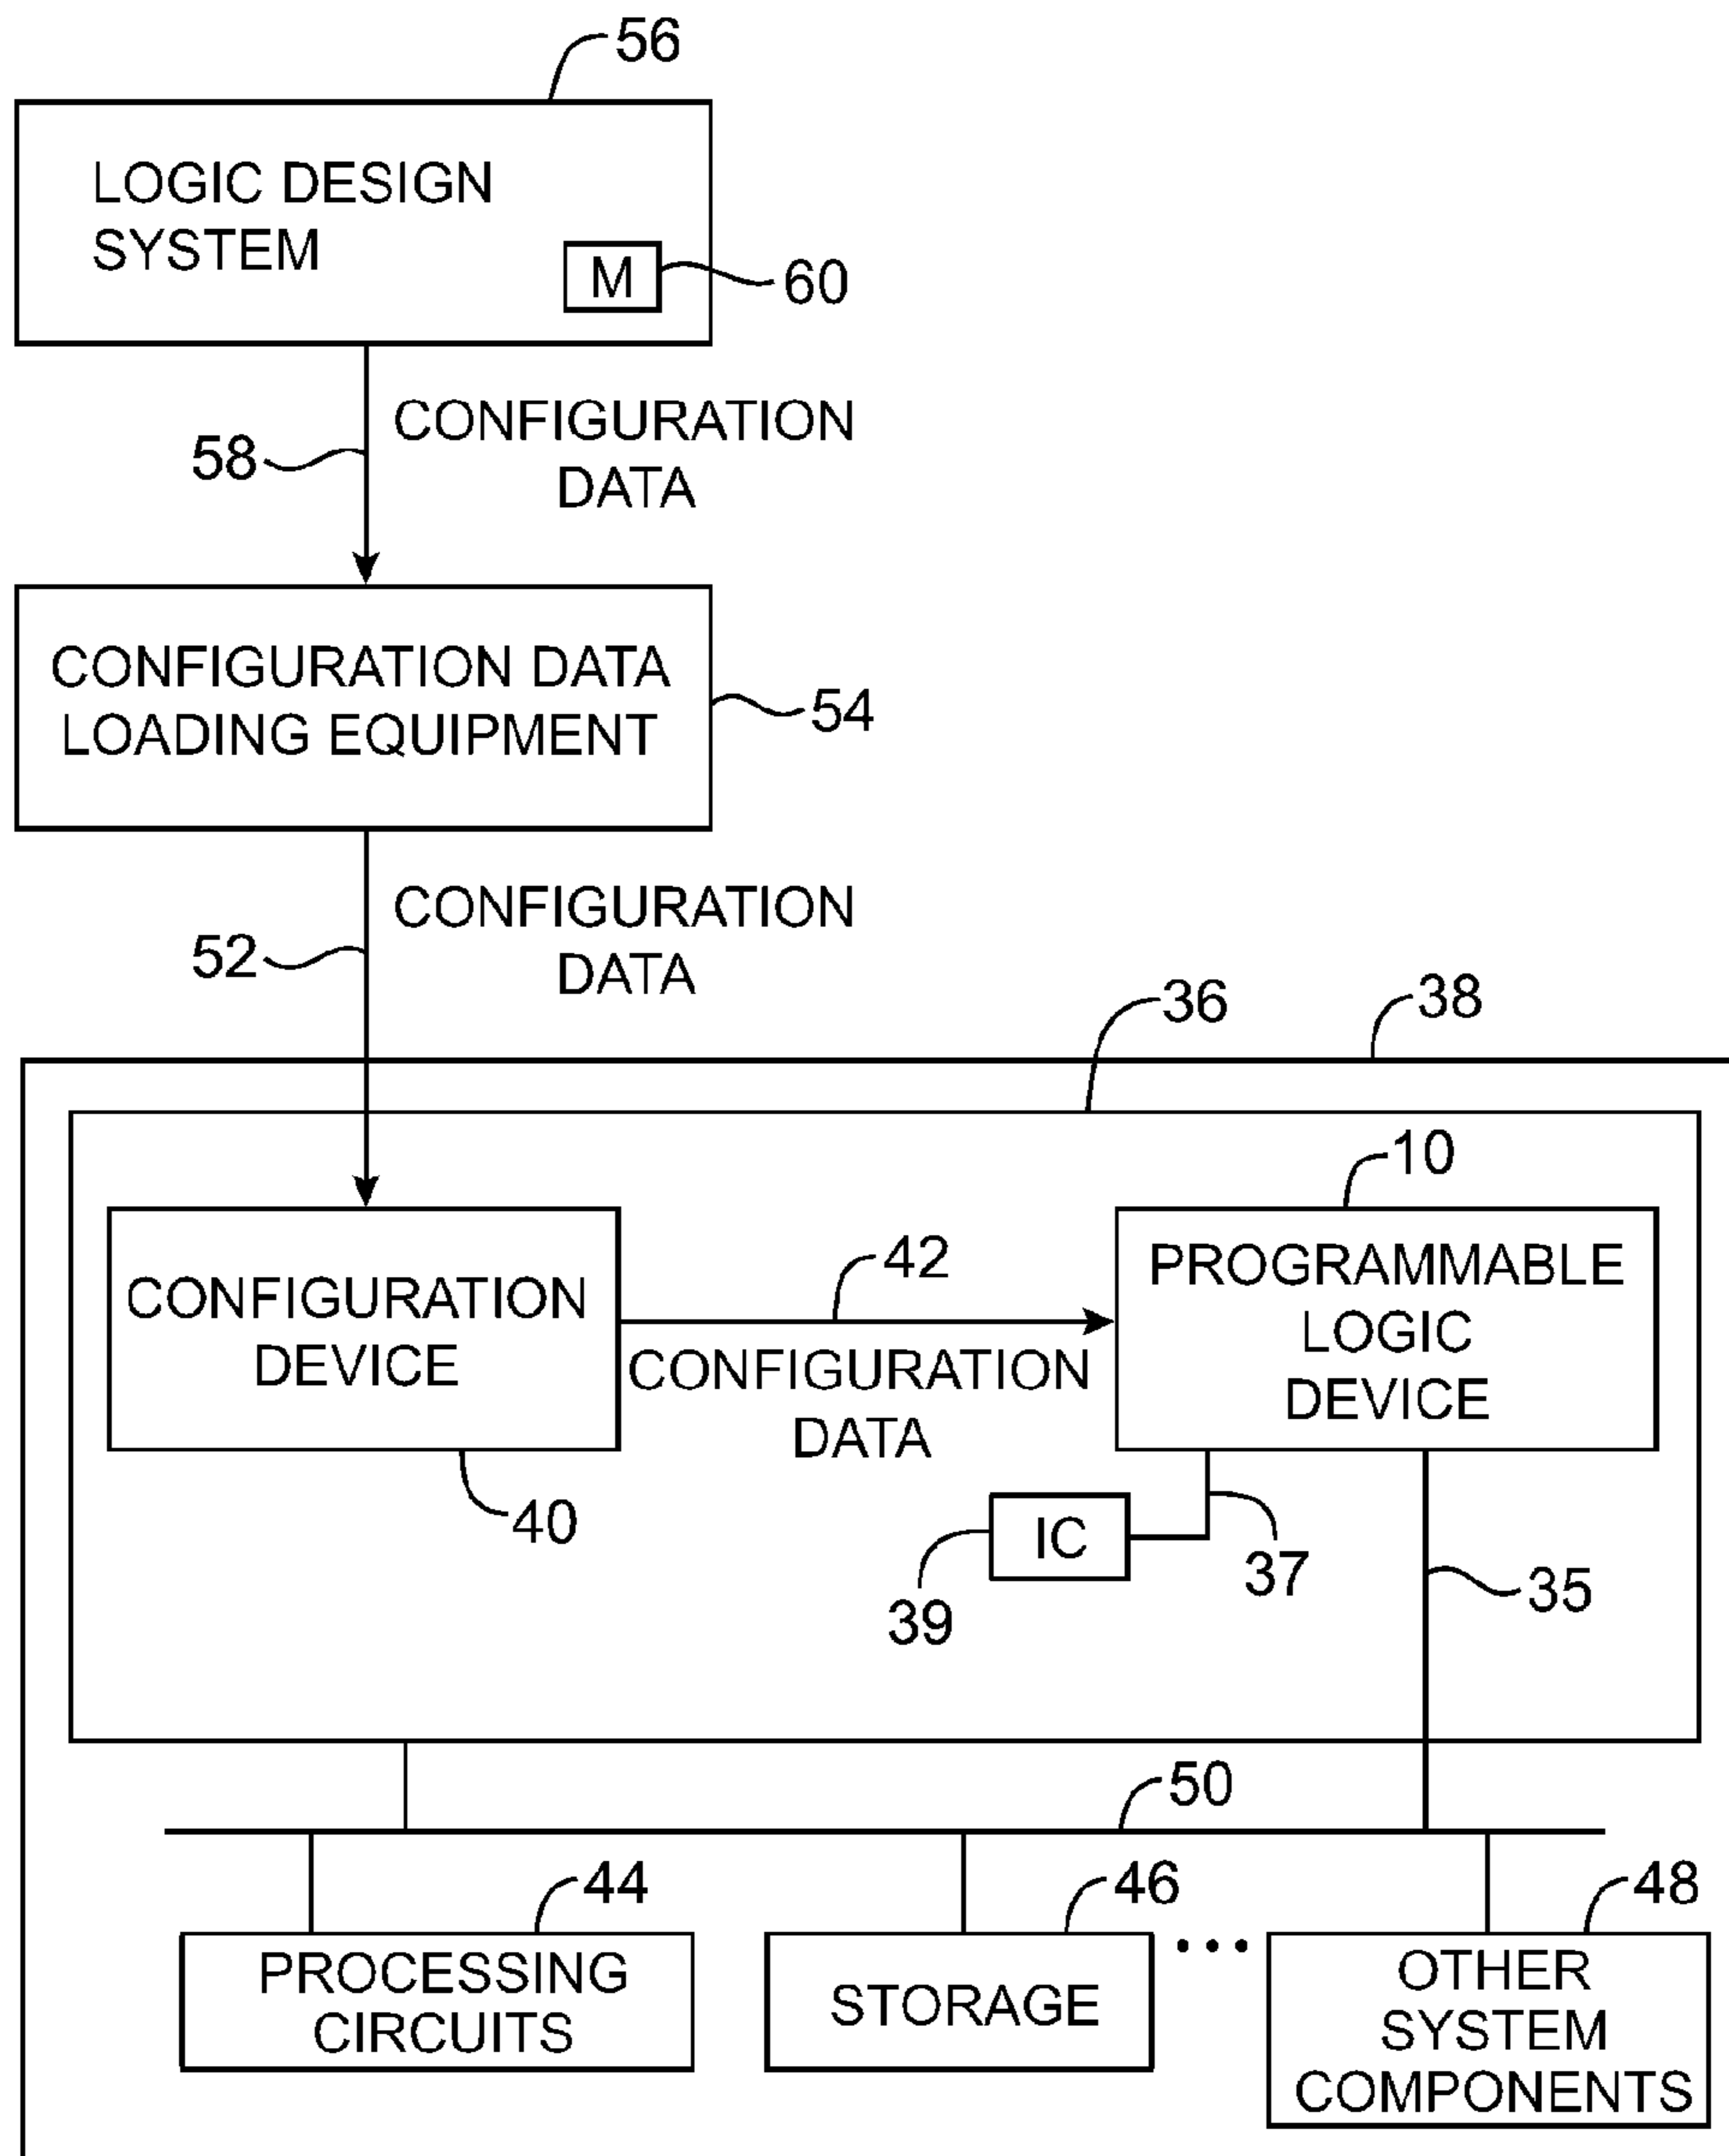 56
LOGIC DESIGN
SYSTEM
M
60
58
CONFIGURATION
DATA
CONFIGURATION DATA
LOADING EQUIPMENT
54
52
CONFIGURATION
DATA
36
38
10
CONFIGURATION
DEVICE
42
CONFIGURATION
DATA
PROGRAMMABLE
LOGIC
DEVICE
40
IC
39
37
35
50
44
46
48
PROCESSING
CIRCUITS
STORAGE
• • •
OTHER
SYSTEM
COMPONENTS